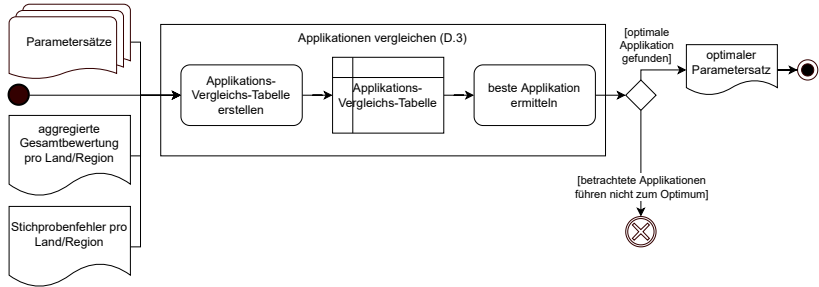 Parametersätze
aggregierte
Gesamtbewertung
pro Land/Region
Stichprobenfehler pro
Land/Region
Applikationen vergleichen (D.3)
Applikations-
Vergleichs-Tabelle
erstellen
Applikations-
Vergleichs-Tabelle
beste Applikation
ermitteln
[optimale
Applikation
gefunden]
optimaler
Parametersatz
[betrachtete Applikationen
führen nicht zum Optimum]